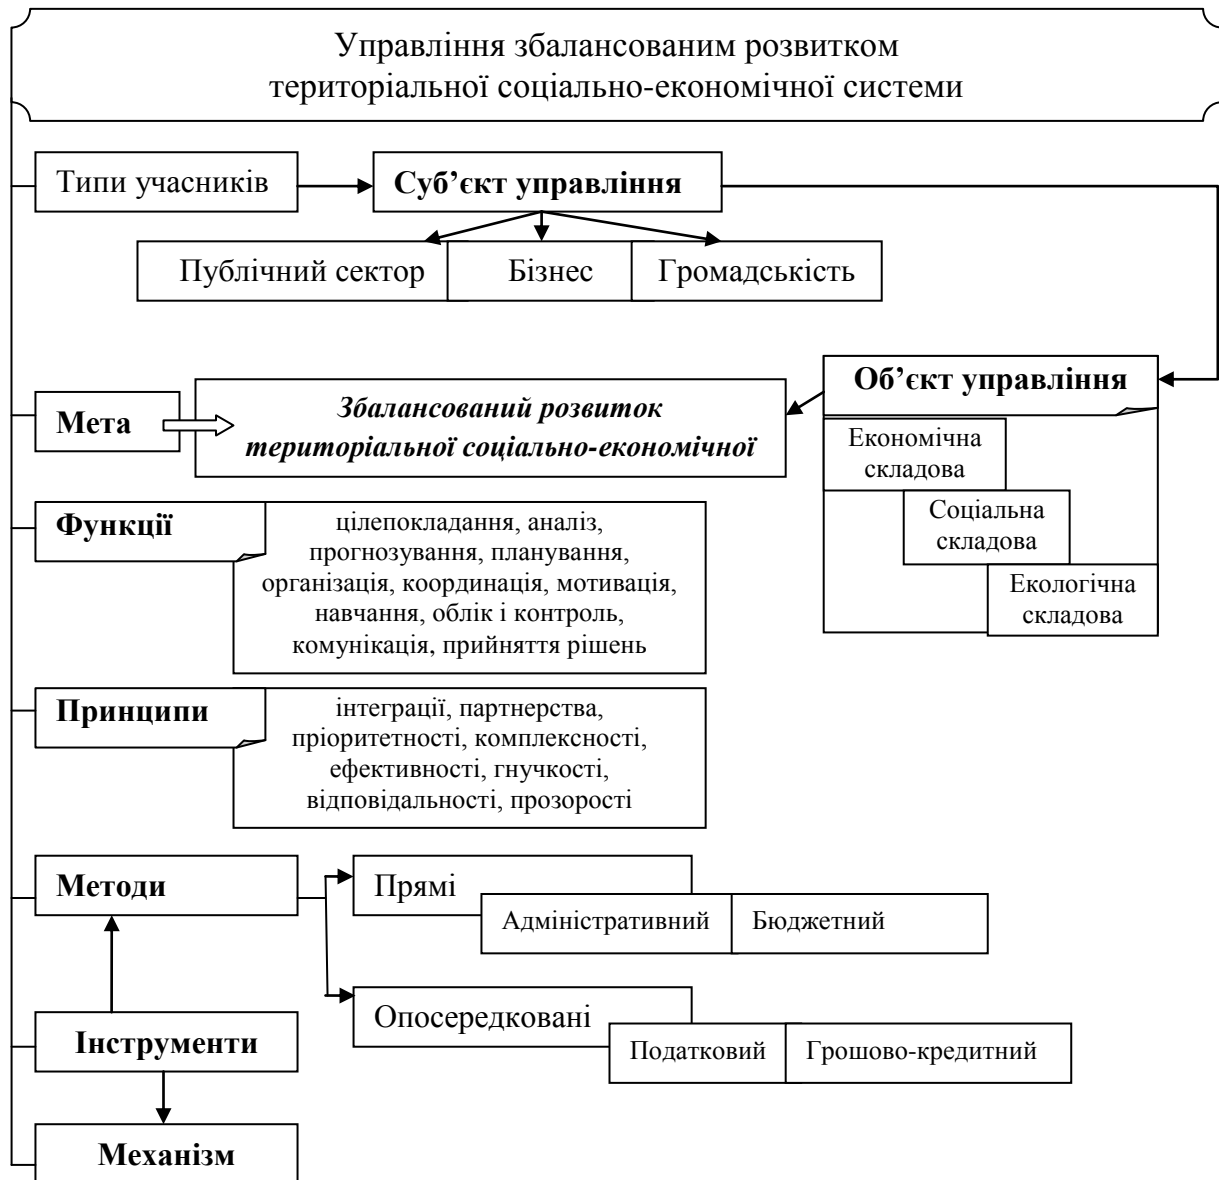 Управління збалансованим розвитком
територіальної соціально-економічної системи
Типи учасників
Суб’єкт управління
Публічний сектор
Бізнес
Громадськість
Об’єкт управління
Мета
Збалансований розвиток
територіальної соціально-економічної
Економічна
складова
Соціальна
складова
Екологічна
складова
Функції
цілепокладання, аналіз,
прогнозування, планування,
організація, координація, мотивація,
навчання, облік і контроль,
комунікація, прийняття рішень
Принципи
інтеграції, партнерства,
пріоритетності, комплексності,
ефективності, гнучкості,
відповідальності, прозорості
Методи
Прямі
Адміністративний
Бюджетний
Опосередковані
Податковий
Грошово-кредитний
Інструменти
Механізм